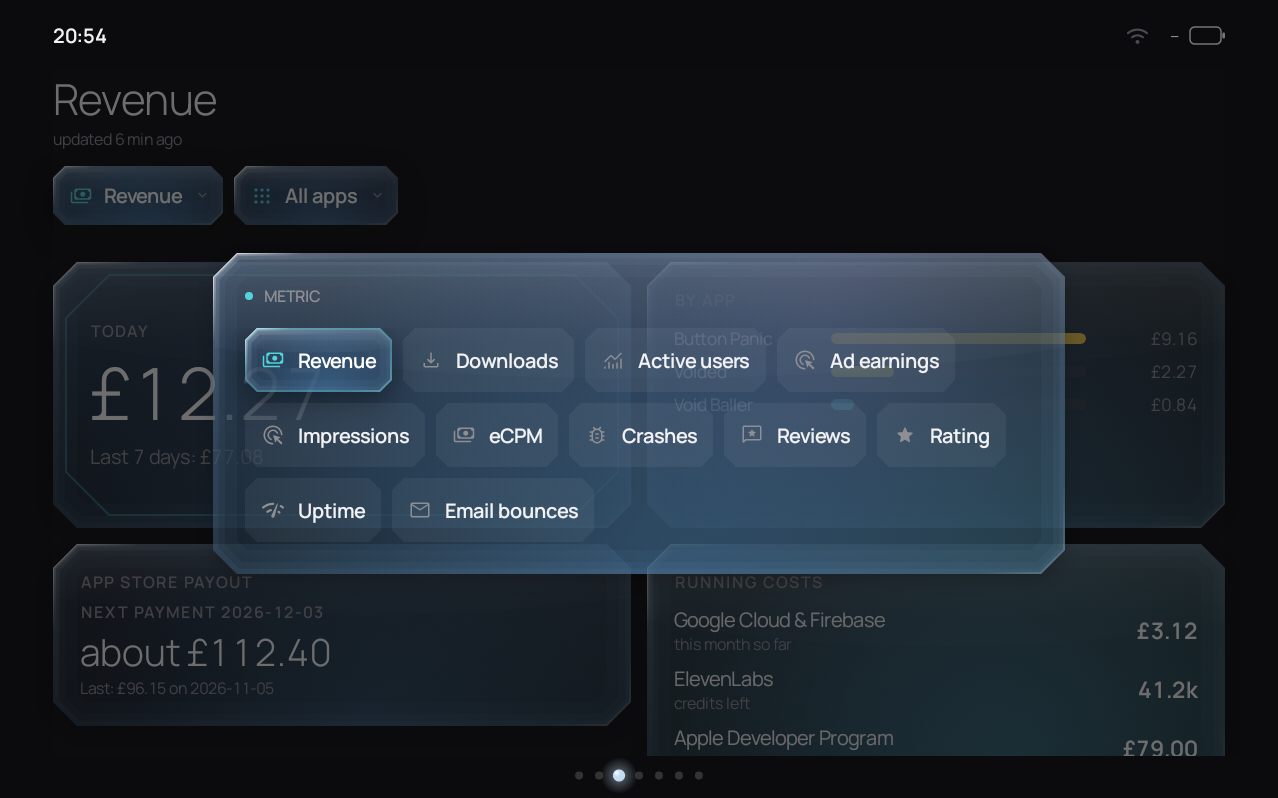 20:54
–
Revenue
updated 6 min ago
Revenue
All apps
METRIC
Revenue
Downloads
Active users
Ad earnings
Impressions
eCPM
Crashes
Reviews
Rating
Uptime
Email bounces
TODAY
£12.27
Last 7 days: £77.08
BY APP
Button Panic £9.16
Voided £2.27
Void Baller £0.84
APP STORE PAYOUT
NEXT PAYMENT 2026-12-03
about £112.40
Last: £96.15 on 2026-11-05
RUNNING COSTS
Google Cloud & Firebase £3.12
this month so far
ElevenLabs 41.2k
credits left
Apple Developer Program £79.00